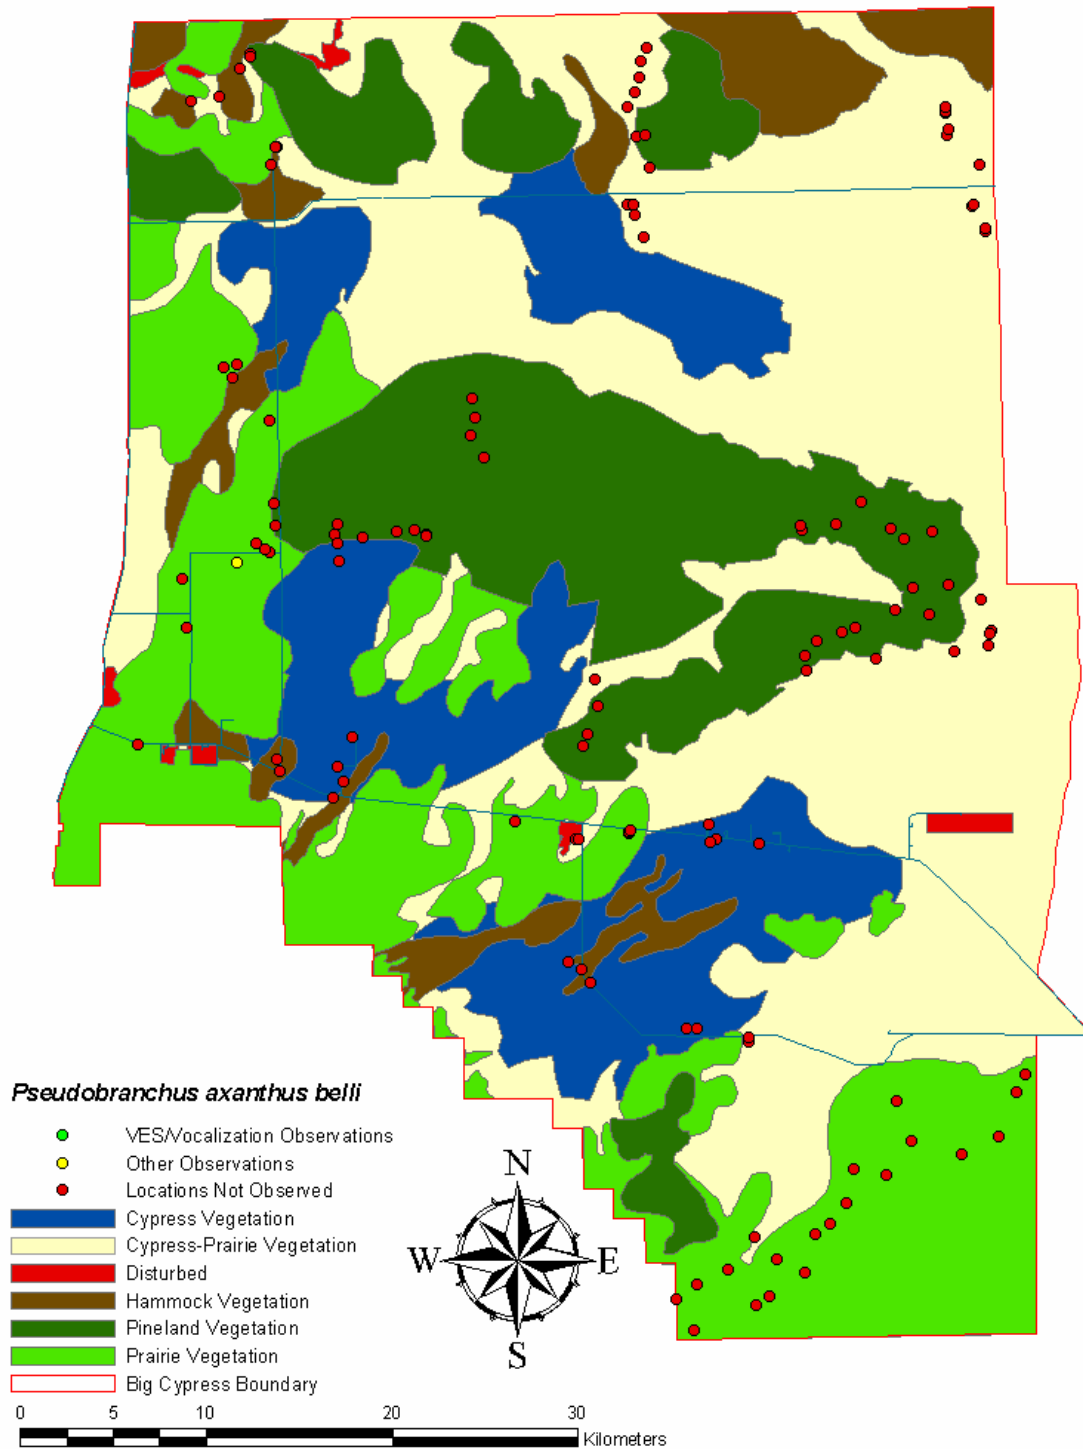 Pseudobranchus axanthus belli
VES/Vocalization Observations
Other Observations
Locations Not Observed
Cypress Vegetation
Cypress-Prairie Vegetation
Disturbed
Hammock Vegetation
Pineland Vegetation
Prairie Vegetation
Big Cypress Boundary
N
W E
S
0 5 10 20 30
Kilometers